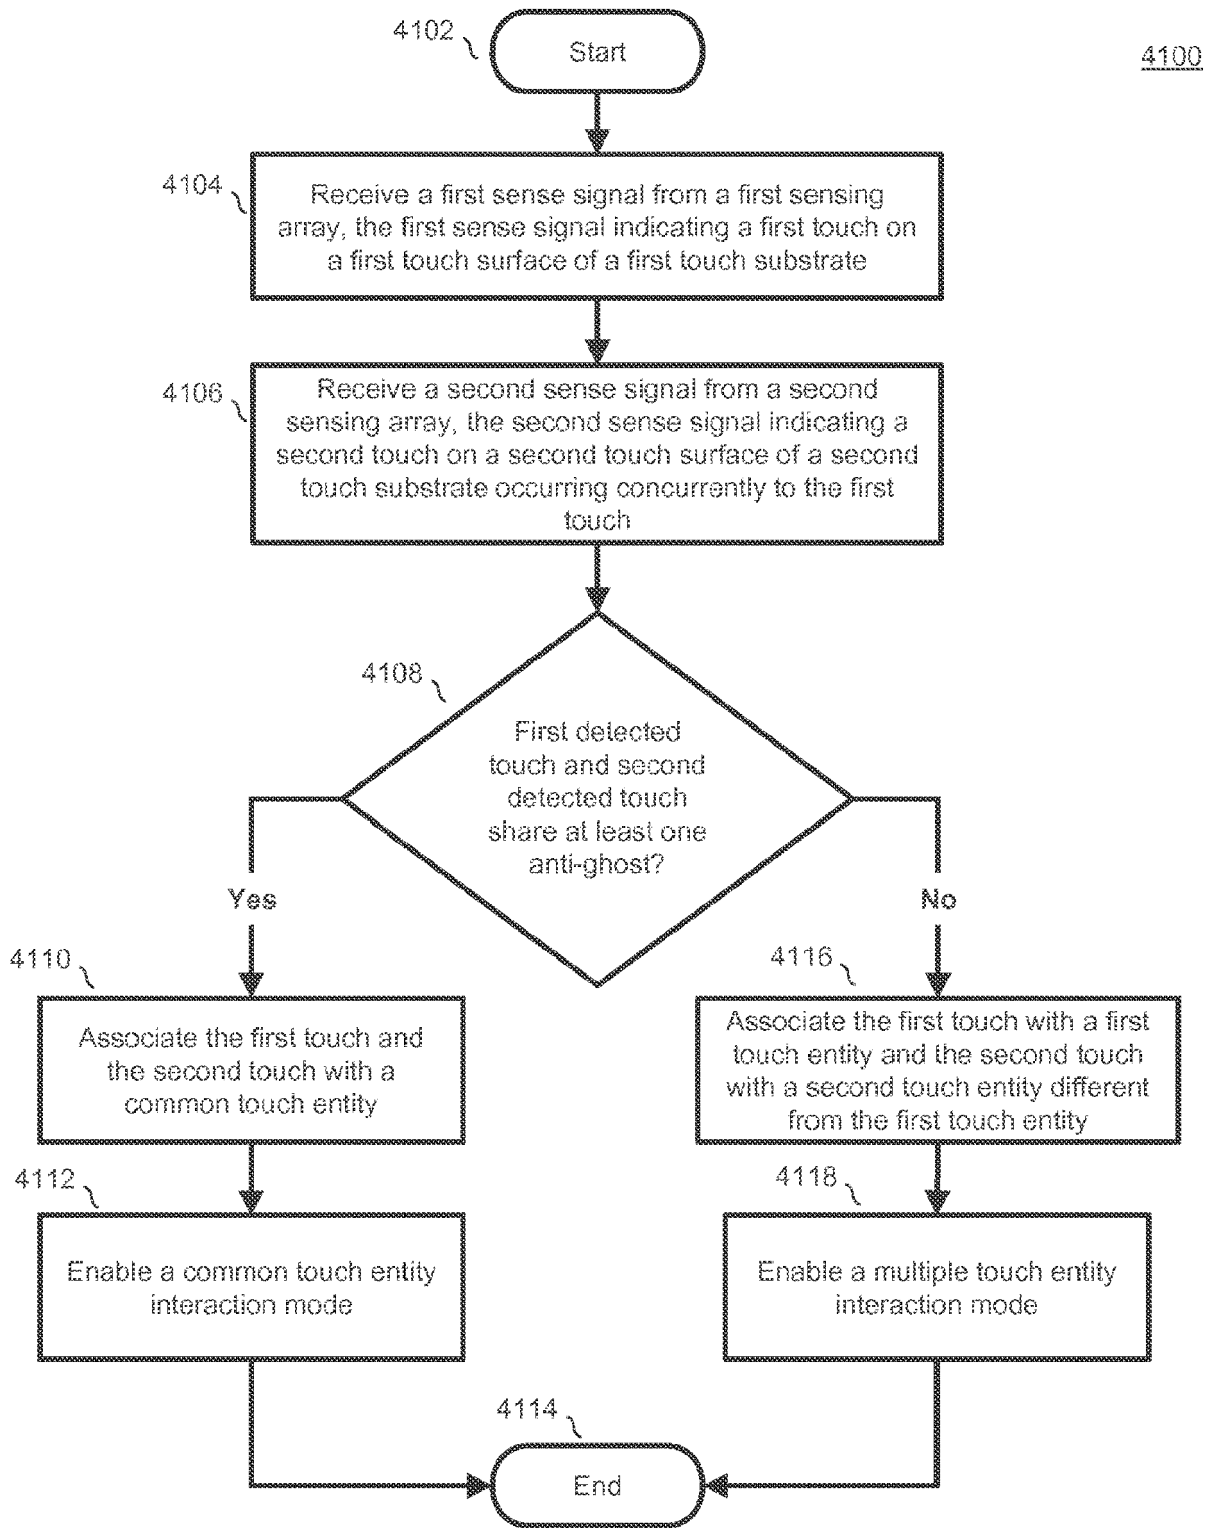 4102
Start
4100
4104
Receive a first sense signal from a first sensing
array, the first sense signal indicating a first touch on
a first touch surface of a first touch substrate
4106
Receive a second sense signal from a second
sensing array, the second sense signal indicating a
second touch on a second touch surface of a second
touch substrate occurring concurrently to the first
touch
4108
First detected
touch and second
detected touch
share at least one
anti-ghost?
Yes
No
4110
Associate the first touch and
the second touch with a
common touch entity
4116
Associate the first touch with a first
touch entity and the second touch
with a second touch entity different
from the first touch entity
4112
Enable a common touch entity
interaction mode
4118
Enable a multiple touch entity
interaction mode
4114
End